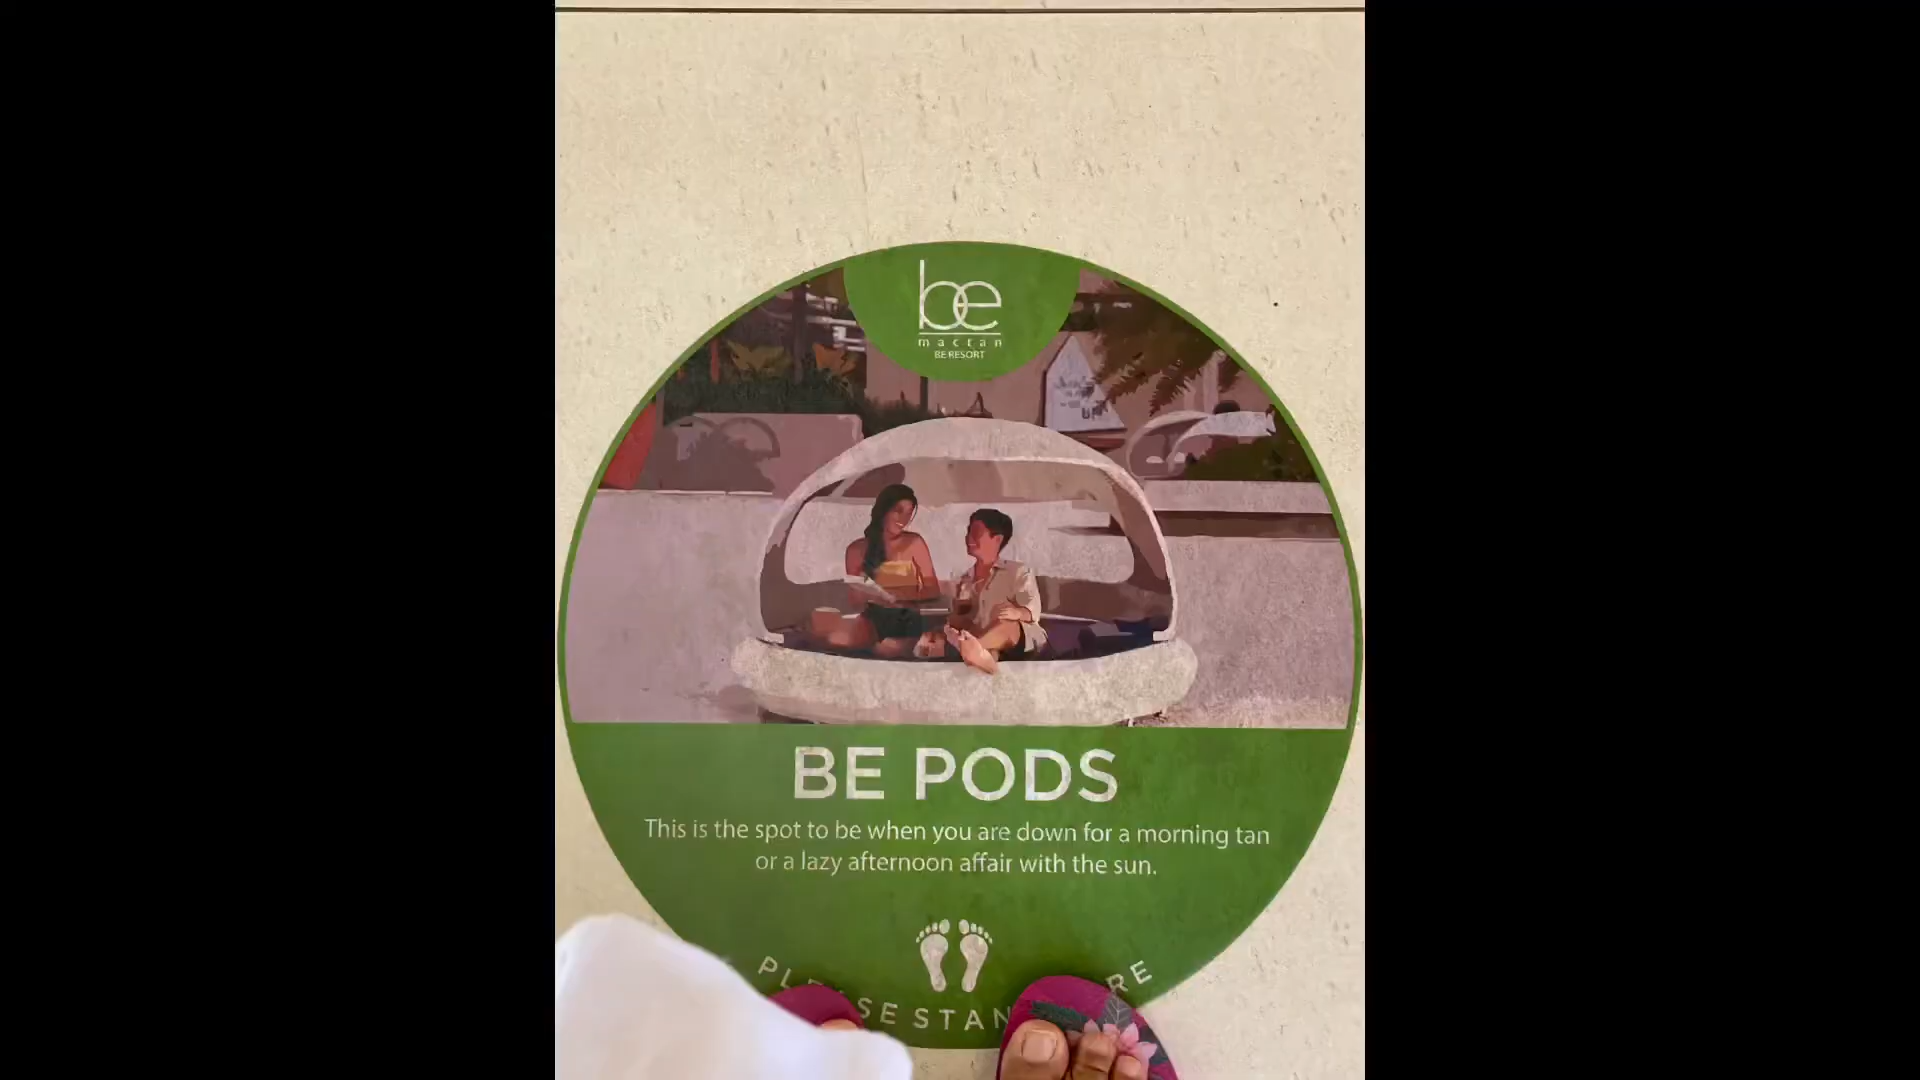 be
mactan
BE RESORT
BE PODS
This is the spot to be when you are down for a morning tan
or a lazy afternoon affair with the sun.